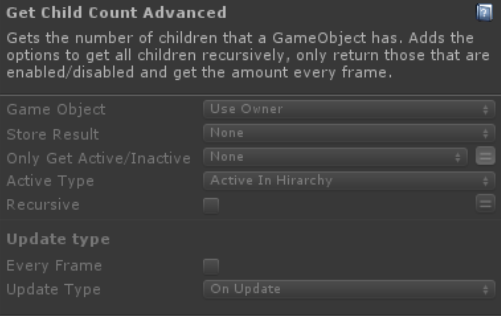 Get Child Count Advanced
Gets the number of children that a GameObject has. Adds the
options to get all children recursively, only return those that are
enabled/disabled and get the amount every frame.
Game Object Use Owner
Store Result None
Only Get Active/Inactive None
Active Type Active In Hirarchy
Recursive
Update type
Every Frame
Update Type On Update